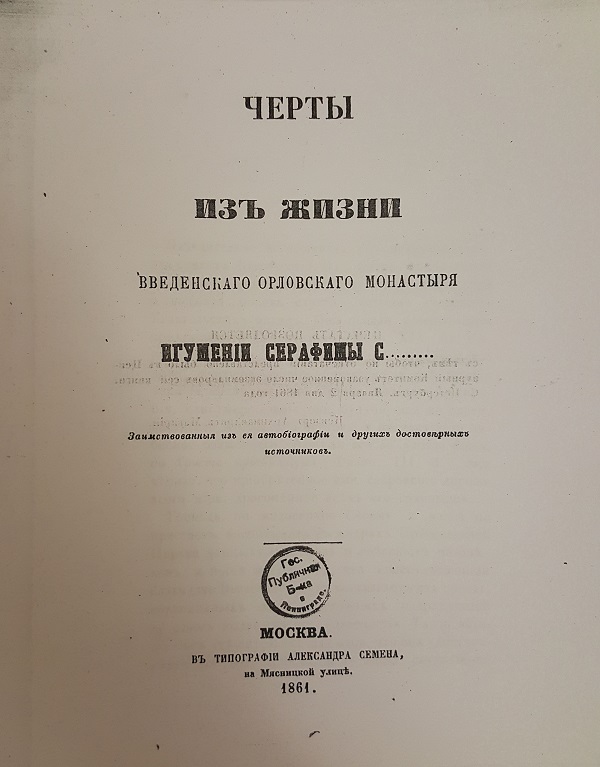 ЧЕРТЫ
ИЗЪ ЖИЗНИ
ВВЕДЕНСКАГО ОРЛОВСКАГО МОНАСТЫРЯ
ИГУМЕНІИ СЕРАФИМЫ С.........
Заимствованныя изъ ея автобіографіи и другихъ достовѣрныхъ
источниковъ.
Гос.
Публичная
Б-ка
в
Ленинграде.
МОСКВА.
ВЪ ТИПОГРАФІИ АЛЕКСАНДРА СЕМЕНА,
на Мясницкой улицѣ.
1861.